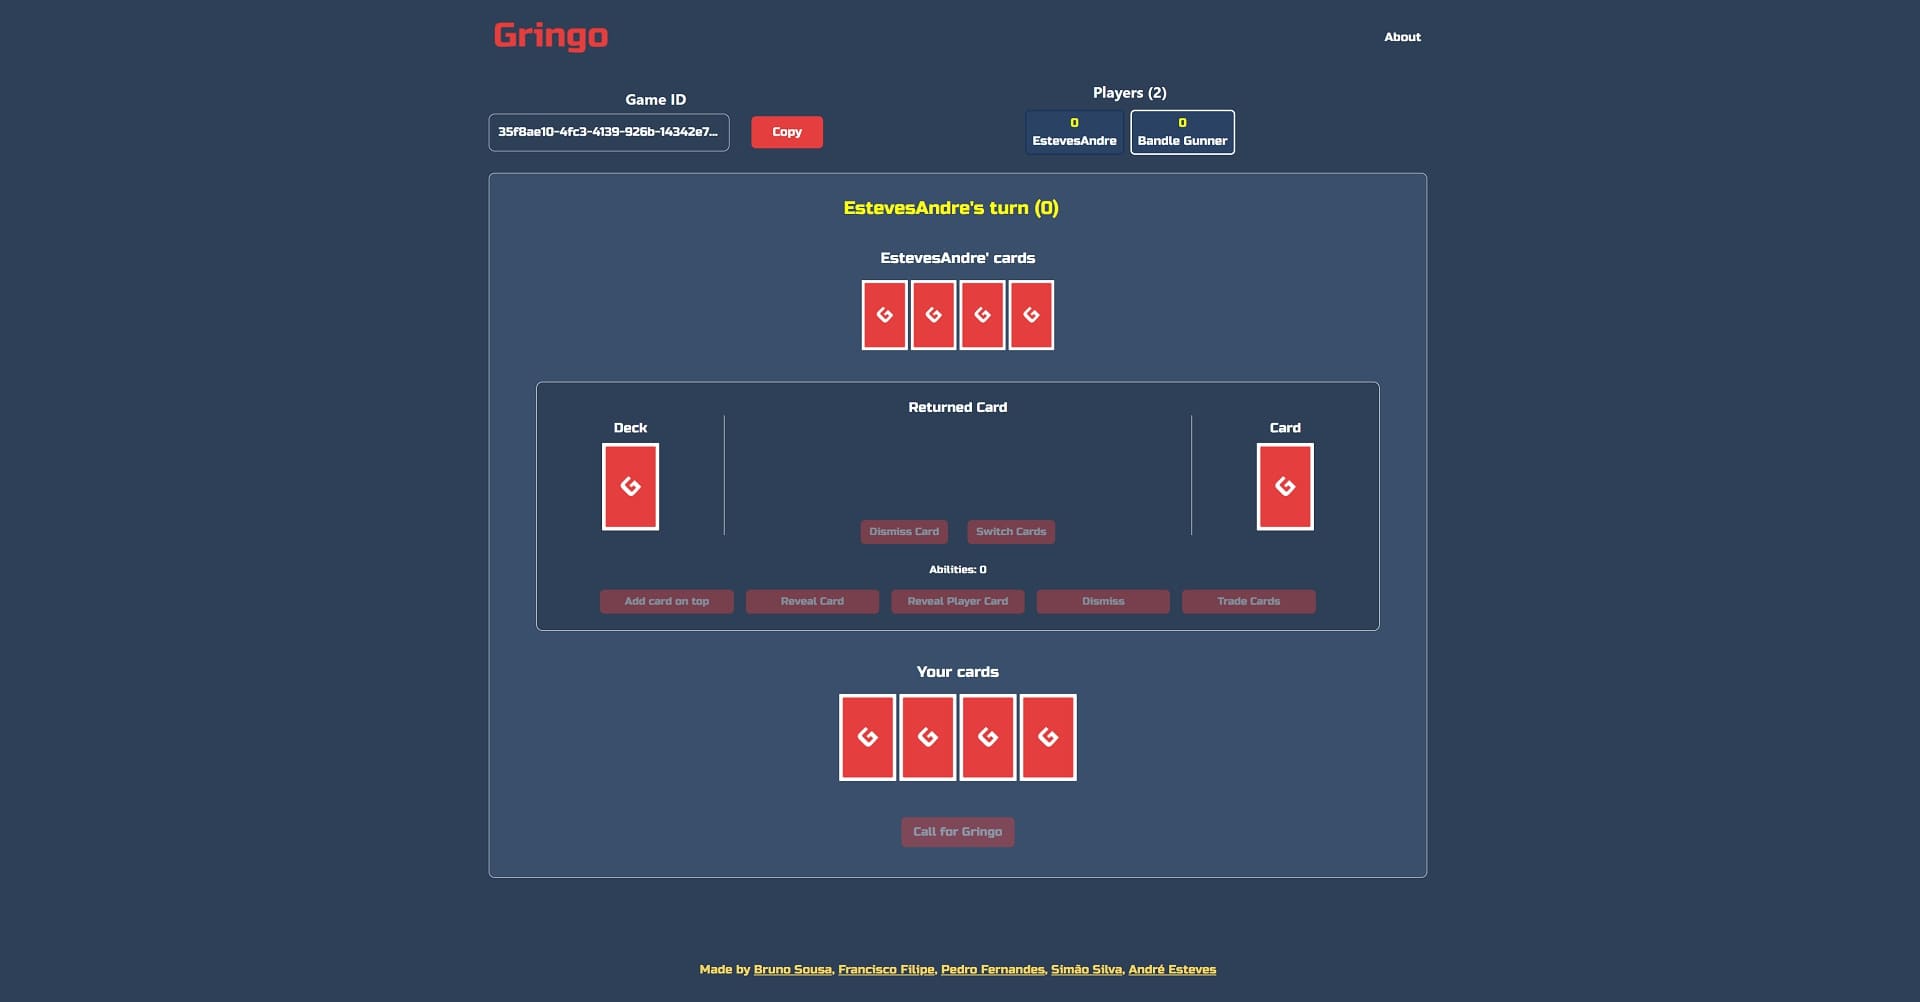 Gringo
About
Game ID
35f8ae10-4fc3-4139-926b-14342e7...
Copy
Players (2)
0
EstevesAndre
0
Bandle Gunner
EstevesAndre's turn (0)
EstevesAndre' cards
G G G G
Returned Card
Deck
G
Card
G
Dismiss Card
Switch Cards
Abilities: 0
Add card on top
Reveal Card
Reveal Player Card
Dismiss
Trade Cards
Your cards
G G G G
Call for Gringo
Made by Bruno Sousa, Francisco Filipe, Pedro Fernandes, Simão Silva, André Esteves